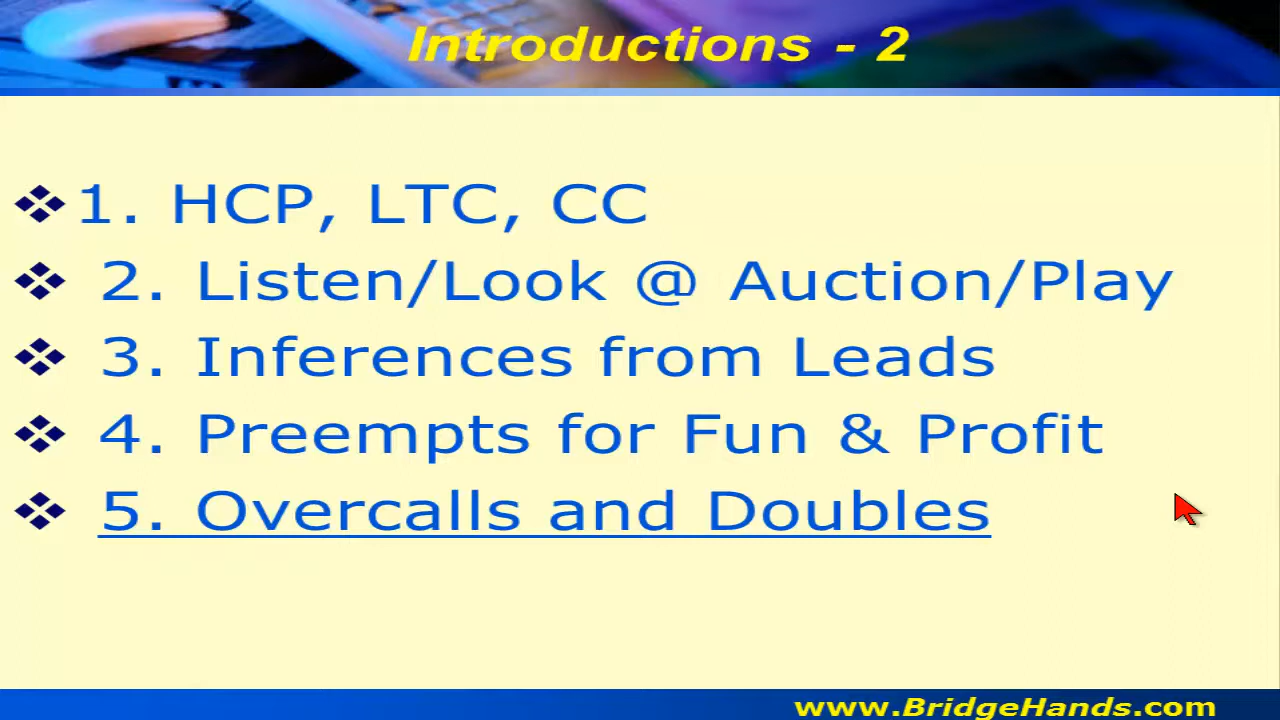 Introductions - 2
1. HCP, LTC, CC
2. Listen/Look @ Auction/Play
3. Inferences from Leads
4. Preempts for Fun & Profit
5. Overcalls and Doubles
www.BridgeHands.com